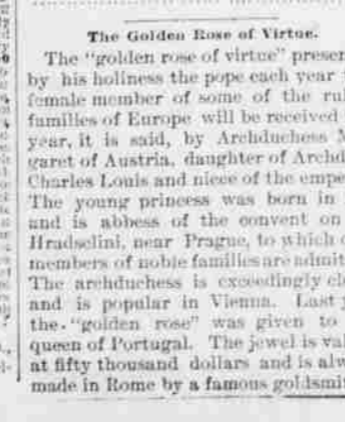 The Golden Rose of Virtue.
The "golden rose of virtue" presen
by his holiness the pope each year
female member of some of the ru
families of Europe will be received
year, it is said, by Archduchess M
garet of Austria, daughter of Archd
Charles Louis and niece of the empe
The young princess was born in
and is abbess of the convent on
Hradschni, near Prague, to which o
members of noble families are admit
The archduchess is exceedingly cl
and is popular in Vienna. Last y
the "golden rose" was given to
queen of Portugal. The jewel is val
at fifty thousand dollars and is alw
made in Rome by a famous goldsmit